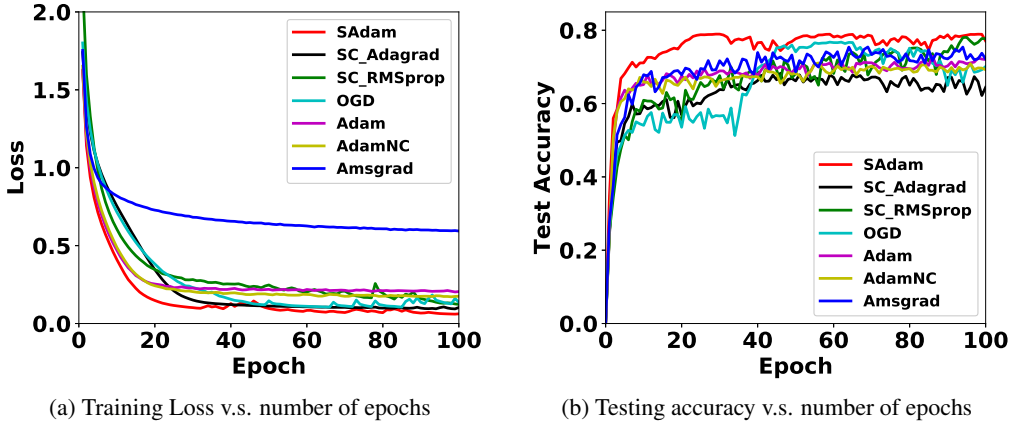 2.0
1.5
1.0
0.5
0.0
0 20 40 60 80 100
Loss
Epoch
SAdam
SC_Adagrad
SC_RMSprop
OGD
Adam
AdamNC
Amsgrad
(a) Training Loss v.s. number of epochs
0.8
0.6
0.4
0.2
0.0
0 20 40 60 80 100
Test Accuracy
Epoch
SAdam
SC_Adagrad
SC_RMSprop
OGD
Adam
AdamNC
Amsgrad
(b) Testing accuracy v.s. number of epochs